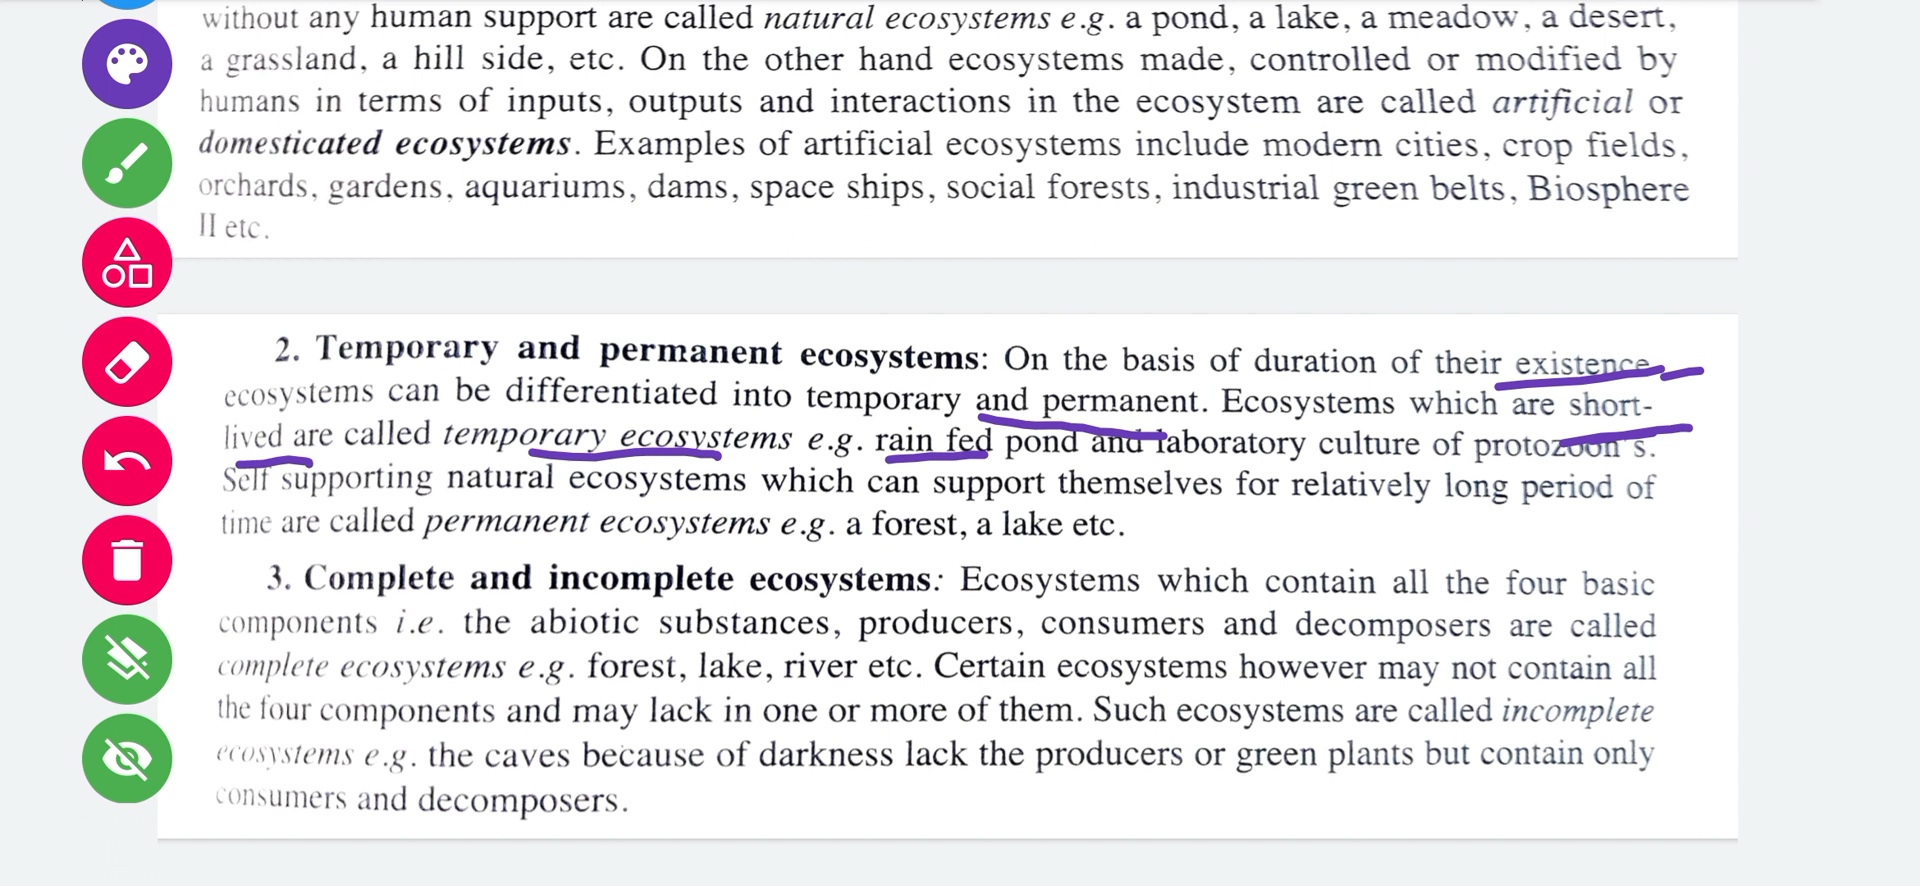 without any human support are called natural ecosystems e.g. a pond, a lake, a meadow, a desert,
a grassland, a hill side, etc. On the other hand ecosystems made, controlled or modified by
humans in terms of inputs, outputs and interactions in the ecosystem are called artificial or
domesticated ecosystems. Examples of artificial ecosystems include modern cities, crop fields,
orchards, gardens, aquariums, dams, space ships, social forests, industrial green belts, Biosphere
II etc.
2. Temporary and permanent ecosystems: On the basis of duration of their existence
ecosystems can be differentiated into temporary and permanent. Ecosystems which are short-
lived are called temporary ecosystems e.g. rain fed pond and laboratory culture of protozoon's.
Self supporting natural ecosystems which can support themselves for relatively long period of
time are called permanent ecosystems e.g. a forest, a lake etc.
3. Complete and incomplete ecosystems: Ecosystems which contain all the four basic
components i.e. the abiotic substances, producers, consumers and decomposers are called
complete ecosystems e.g. forest, lake, river etc. Certain ecosystems however may not contain all
the four components and may lack in one or more of them. Such ecosystems are called incomplete
ecosystems e.g. the caves because of darkness lack the producers or green plants but contain only
consumers and decomposers.